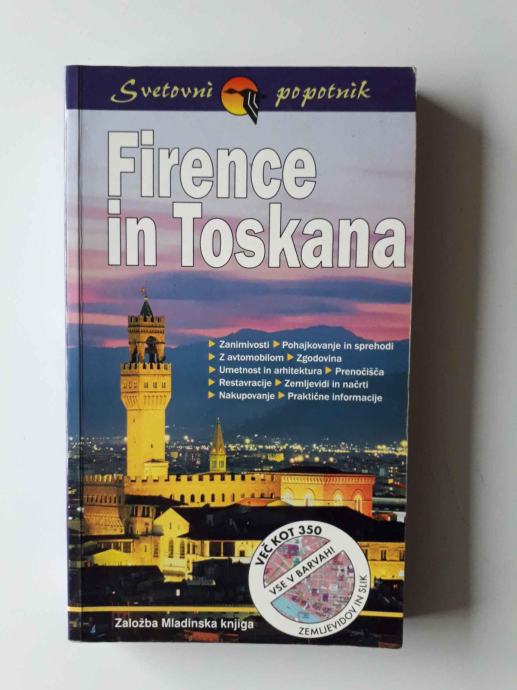 Svetovni popotnik
Firence
in Toskana
▶ Zanimivosti ▶ Pohajkovanje in sprehodi
▶ Z avtomobilom ▶ Zgodovina
▶ Umetnost in arhitektura ▶ Prenočišča
▶ Restavracije ▶ Zemljevidi in načrti
▶ Nakupovanje ▶ Praktične informacije
VEČ KOT 350
VSE V BARVAH!
ZEMLJEVIDOV IN SLIK
Založba Mladinska knjiga